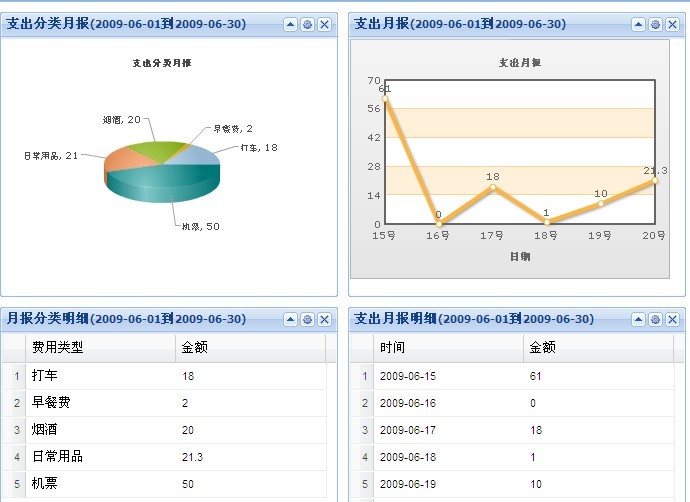 支出分类月报(2009-06-01到2009-06-30)
支出分类月报
烟酒, 20
早餐费, 2
打车, 18
日常用品, 21
机票, 50
支出月报(2009-06-01到2009-06-30)
支出月报
70
56
42
28
14
0
61
0
18
1
10
21.3
15号 16号 17号 18号 19号 20号
日期
月报分类明细(2009-06-01到2009-06-30)
费用类型 金额
1 打车 18
2 早餐费 2
3 烟酒 20
4 日常用品 21.3
5 机票 50
支出月报明细(2009-06-01到2009-06-30)
时间 金额
1 2009-06-15 61
2 2009-06-16 0
3 2009-06-17 18
4 2009-06-18 1
5 2009-06-19 10